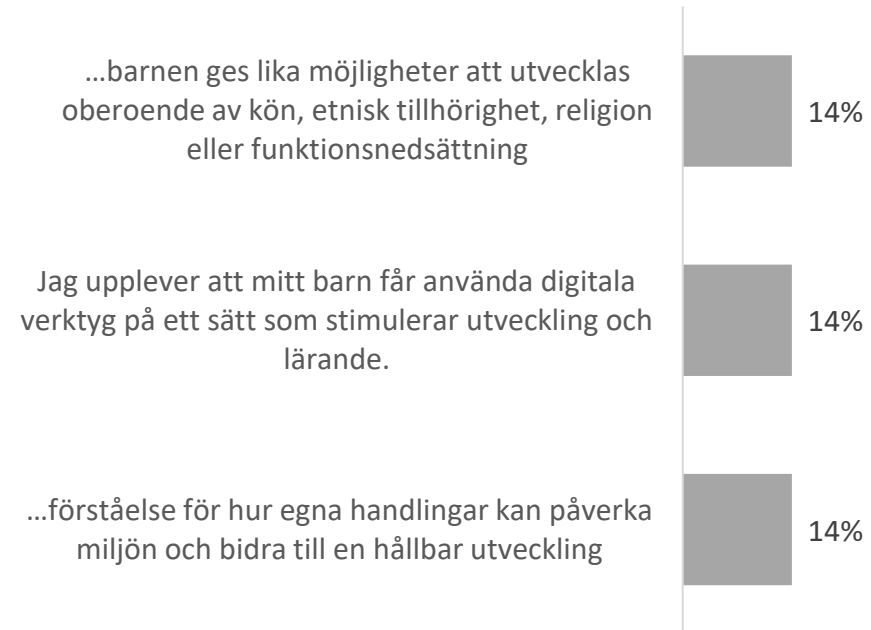 …barnen ges lika möjligheter att utvecklas
oberoende av kön, etnisk tillhörighet, religion
eller funktionsnedsättning
14%
Jag upplever att mitt barn får använda digitala
verktyg på ett sätt som stimulerar utveckling och
lärande.
14%
…förståelse för hur egna handlingar kan påverka
miljön och bidra till en hållbar utveckling
14%